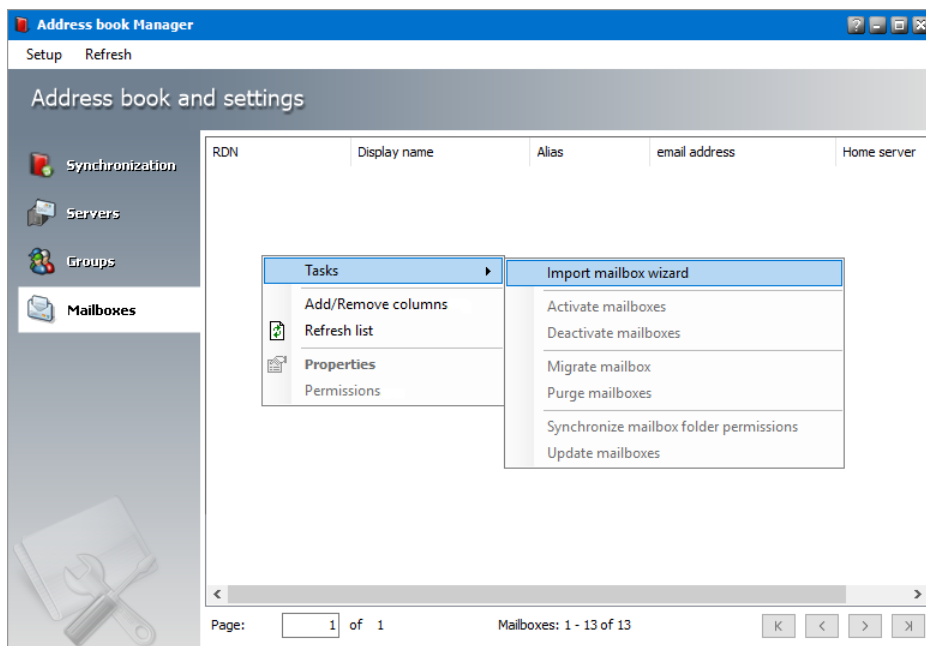 Address book Manager
Setup Refresh
Address book and settings
Synchronization
Servers
Groups
Mailboxes
RDN Display name Alias email address Home server
Tasks
Add/Remove columns
Refresh list
Properties
Permissions
Import mailbox wizard
Activate mailboxes
Deactivate mailboxes
Migrate mailbox
Purge mailboxes
Synchronize mailbox folder permissions
Update mailboxes
Page: 1 of 1 Mailboxes: 1 - 13 of 13